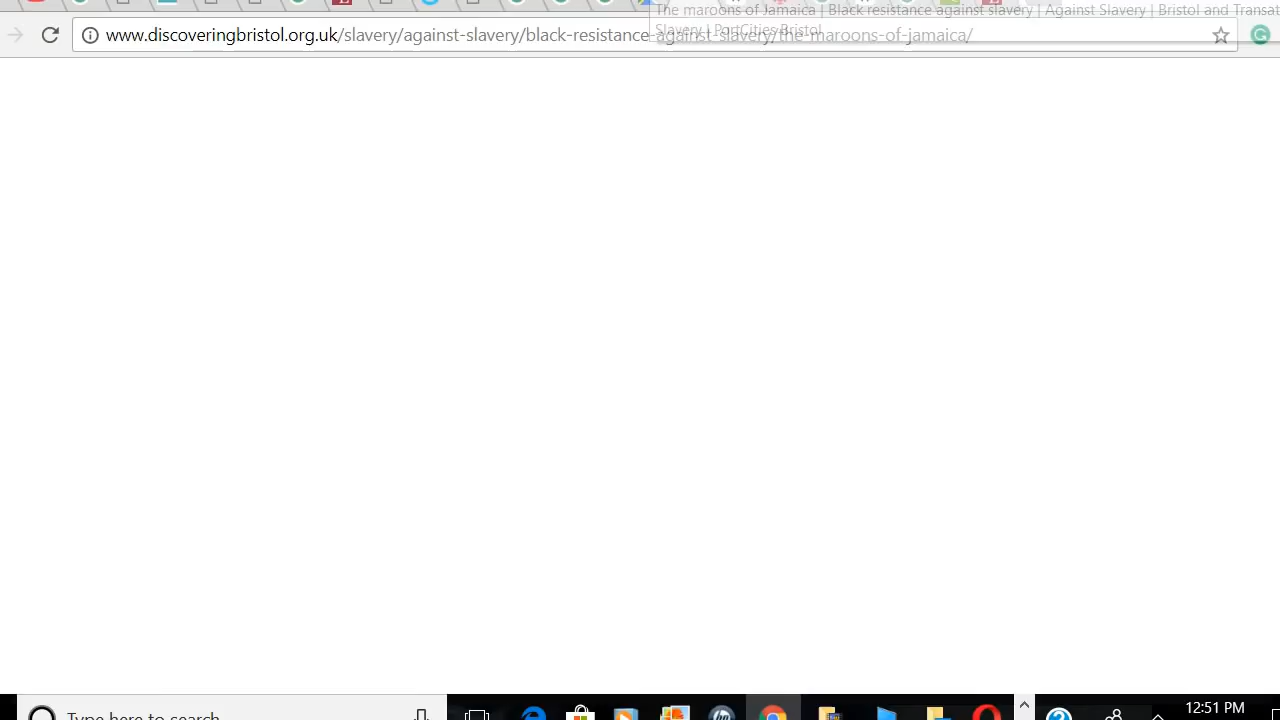 The maroons of Jamaica | Black resistance against slavery | Against Slavery | Bristol and Transat
Slavery | PortCities Bristol
www.discoveringbristol.org.uk/slavery/against-slavery/black-resistance-against-slavery/the-maroons-of-jamaica/
Type here to search
12:51 PM